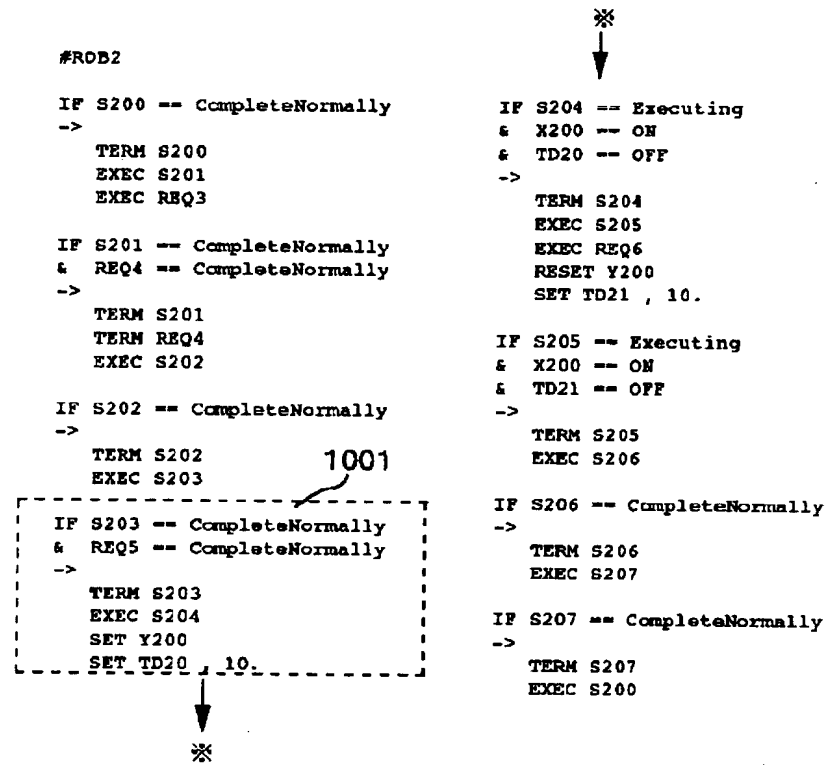 #ROB2
IF S200 == CompleteNormally
->
TERM S200
EXEC S201
EXEC REQ3
IF S201 == CompleteNormally
& REQ4 == CompleteNormally
->
TERM S201
TERM REQ4
EXEC S202
IF S202 == CompleteNormally
->
TERM S202
EXEC S203
1001
IF S203 == CompleteNormally
& REQ5 == CompleteNormally
->
TERM S203
EXEC S204
SET Y200
SET TD20 , 10.
※
※
IF S204 == Executing
& X200 == ON
& TD20 == OFF
->
TERM S204
EXEC S205
EXEC REQ6
RESET Y200
SET TD21 , 10.
IF S205 == Executing
& X200 == ON
& TD21 == OFF
->
TERM S205
EXEC S206
IF S206 == CompleteNormally
->
TERM S206
EXEC S207
IF S207 == CompleteNormally
->
TERM S207
EXEC S200